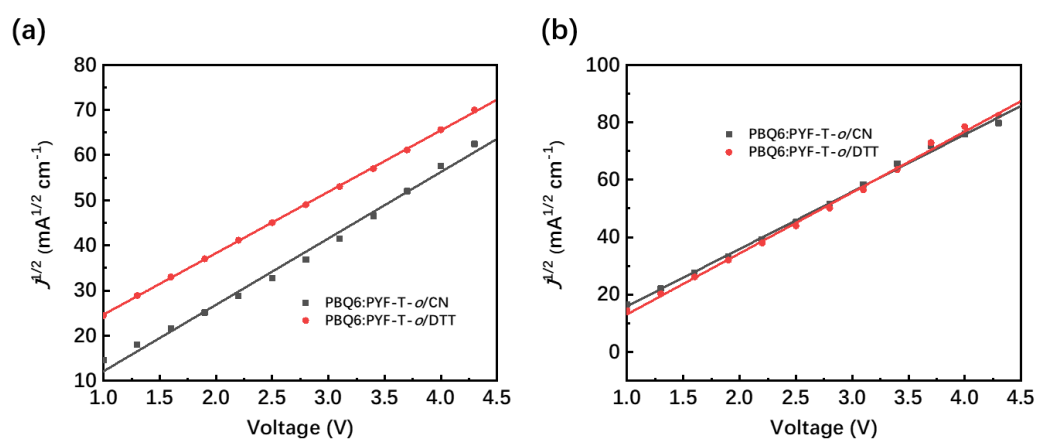 (a)
80
70
60
50
40
30
20
10
J1/2 (mA1/2 cm-1)
PBQ6:PYF-T-o/CN
PBQ6:PYF-T-o/DTT
1.0 1.5 2.0 2.5 3.0 3.5 4.0 4.5
Voltage (V)
(b)
100
80
60
40
20
0
J1/2 (mA1/2 cm-1)
PBQ6:PYF-T-o/CN
PBQ6:PYF-T-o/DTT
1.0 1.5 2.0 2.5 3.0 3.5 4.0 4.5
Voltage (V)